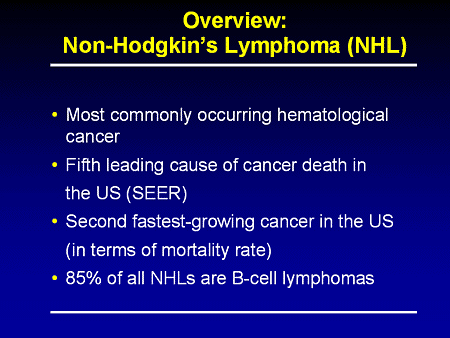 Overview:
Non-Hodgkin's Lymphoma (NHL)
• Most commonly occurring hematological
cancer
• Fifth leading cause of cancer death in
the US (SEER)
• Second fastest-growing cancer in the US
(in terms of mortality rate)
• 85% of all NHLs are B-cell lymphomas